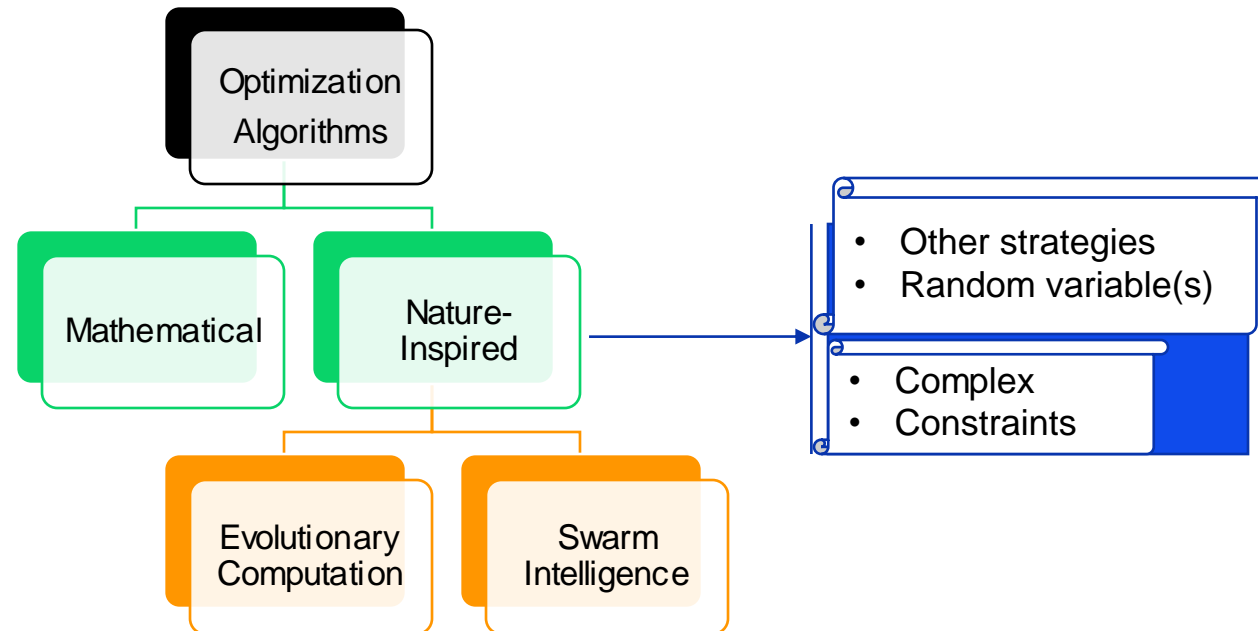 Optimization
Algorithms
Mathematical
Nature-
Inspired
• Other strategies
• Random variable(s)
• Complex
• Constraints
Evolutionary
Computation
Swarm
Intelligence